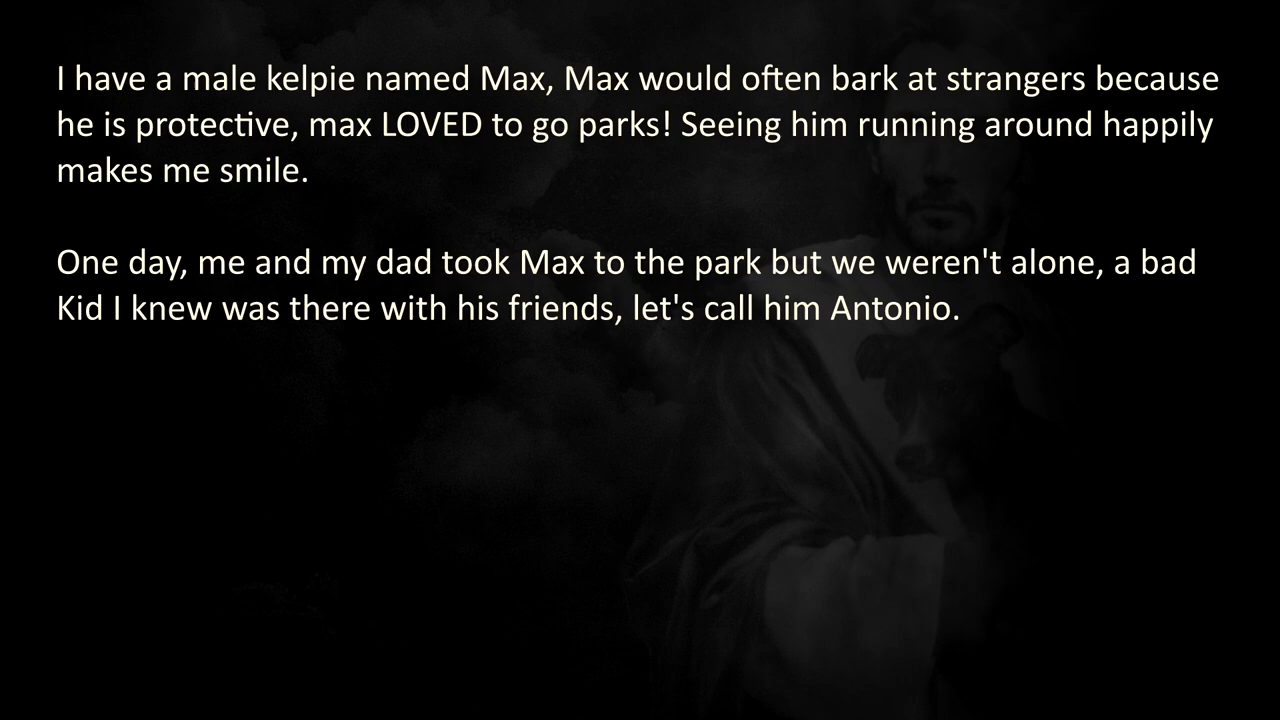 I have a male kelpie named Max, Max would often bark at strangers because
he is protective, max LOVED to go parks! Seeing him running around happily
makes me smile.
One day, me and my dad took Max to the park but we weren't alone, a bad
Kid I knew was there with his friends, let's call him Antonio.